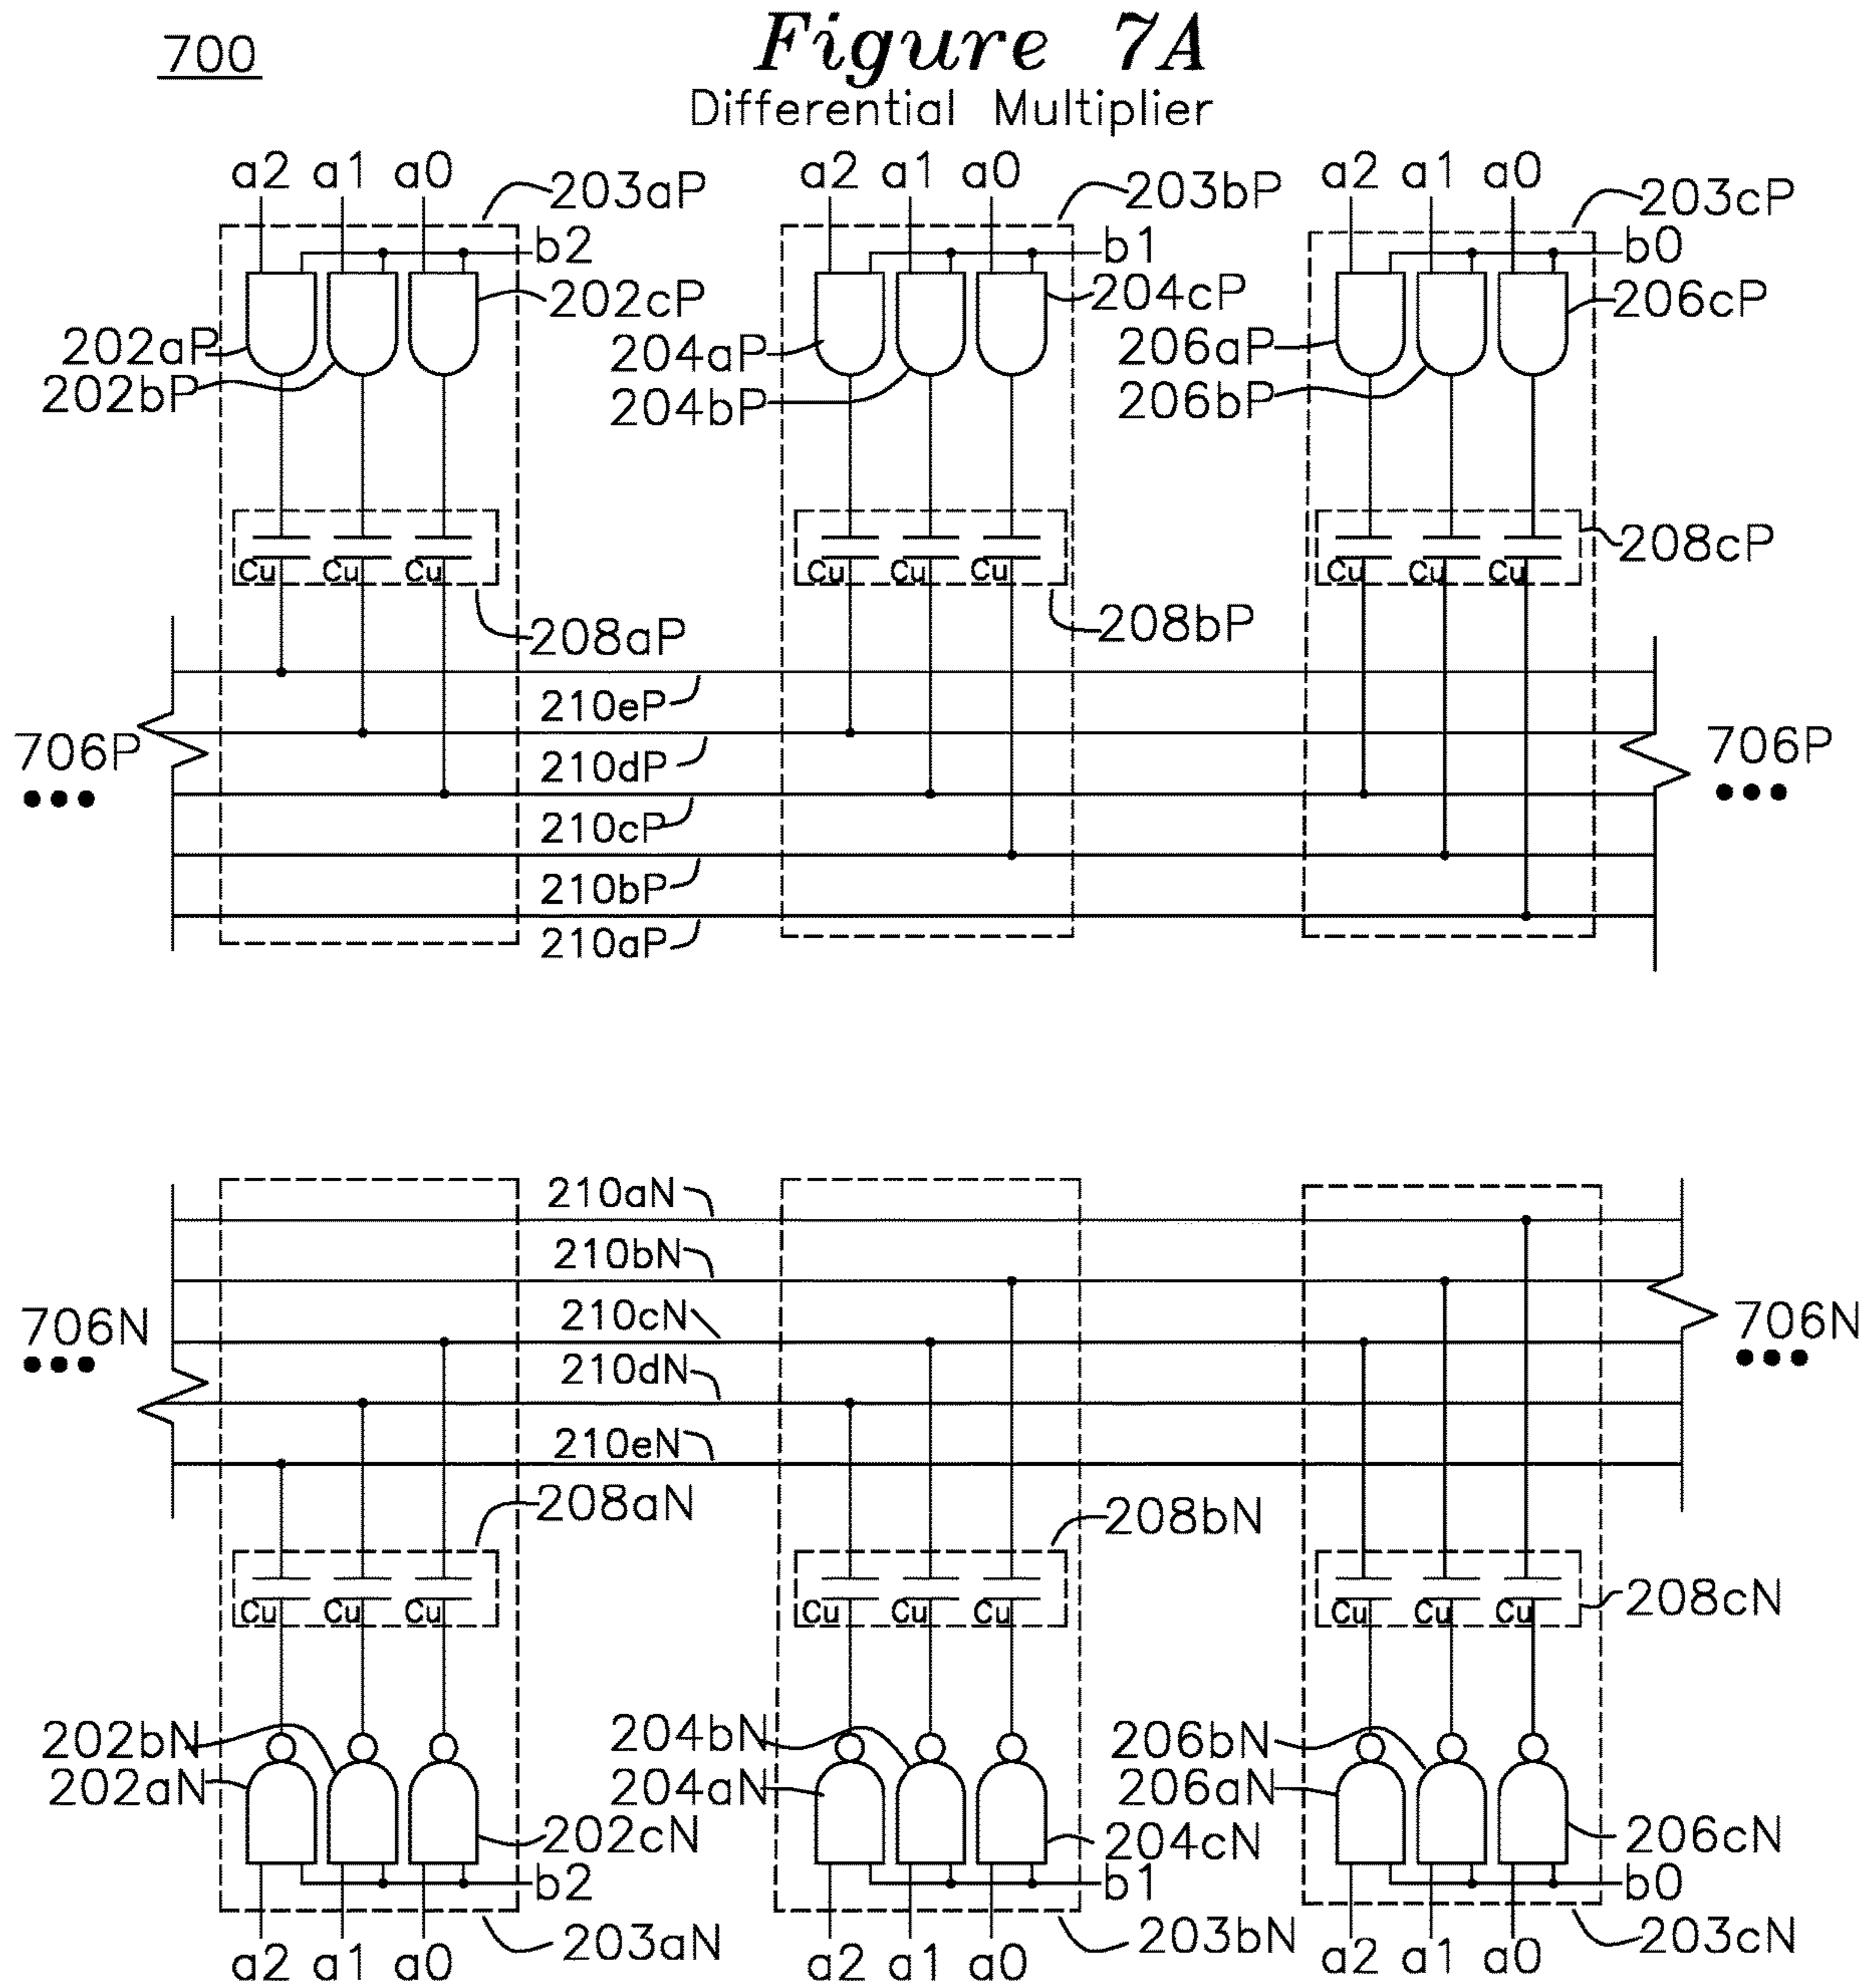 Figure 7A
700
Differential Multiplier
a2 a1 a0 203aP
a2 a1 a0 203bP
a2 a1 a0 203cP
b2 b1 b0
202cP 204cP 206cP
202aP 204aP 206aP
202bP 204bP 206bP
208cP
Cu Cu Cu Cu Cu Cu Cu Cu Cu
208aP 208bP
210eP
706P 706P
210dP
210cP
210bP
210aP
210aN
210bN
210cN
706N 706N
210dN
210eN
208aN 208bN
208cN
Cu Cu Cu Cu Cu Cu Cu Cu Cu
202bN 204bN 206bN
202aN 204aN 206aN
202cN 204cN 206cN
b2 b1 b0
203aN 203bN 203cN
a2 a1 a0 a2 a1 a0 a2 a1 a0